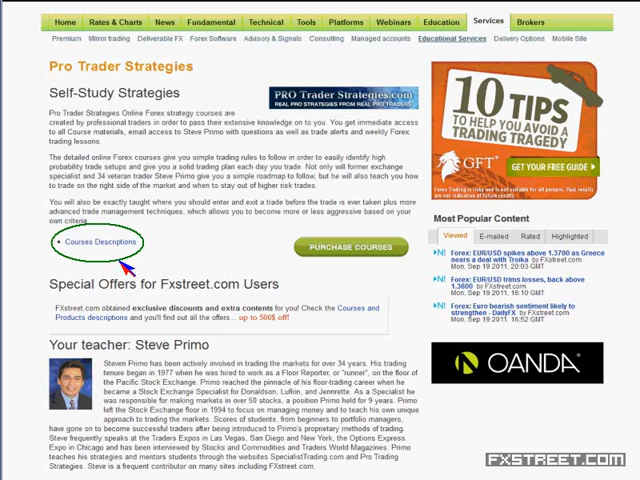 Home Rates & Charts News Fundamental Technical Tools Platforms Webinars Education Services Brokers
Premium Mirror trading Deliverable FX Forex Software Advisory & Signals Consulting Managed accounts Educational Services Delivery Options Mobile Site
Pro Trader Strategies
Self-Study Strategies
PRO Trader Strategies.com
REAL PRO STRATEGIES FROM REAL PRO TRADERS
Pro Trader Strategies Online Forex strategy courses are
created by professional traders in order to pass their extensive knowledge on to you. You get immediate access
to all Course materials, email access to Steve Primo with questions as well as trade alerts and weekly Forex
trading lessons.
The detailed online Forex courses give you simple trading rules to follow in order to easily identify high
probability trade setups and give you a solid trading plan each day you trade. Not only will former exchange
specialist and 34 veteran trader Steve Primo give you a simple roadmap to follow, but he will also teach you how
to trade on the right side of the market and when to stay out of higher risk trades.
You will also be exactly taught where you should enter and exit a trade before the trade is ever taken plus more
advanced trade management techniques, which allows you to become more or less aggressive based on your
own criteria.
• Courses Descriptions
PURCHASE COURSES
Special Offers for Fxstreet.com Users
FXstreet.com obtained exclusive discounts and extra contents for you! Check the Courses and
Products descriptions and you'll find out all the offers... up to 500$ off!
Your teacher: Steve Primo
Steven Primo has been actively involved in trading the markets for over 34 years. His trading
tenure began in 1977 when he was hired to work as a Floor Reporter, or "runner", on the floor of
the Pacific Stock Exchange. Primo reached the pinnacle of his floor-trading career when he
became a Stock Exchange Specialist for Donaldson, Lufkin, and Jennrette. As a Specialist he
was responsible for making markets in over 50 stocks, a position Primo held for 9 years. Primo
left the Stock floor in 1994 to focus on managing money and to teach his own unique
approach to trading the markets. Scores of students, from beginners to portfolio managers,
have gone on to become successful traders after being introduced to Primo's proprietary methods of trading.
Steve frequently speaks at the Traders Expos in Las Vegas, San Diego and New York, the Options Express
Expo in Chicago and has been interviewed by Stocks and Commodities and Traders World Magazines. Primo
teaches his strategies and mentors students through the websites SpecialistTrading.com and Pro Trading
Strategies. Steve is a frequent contributor on many sites including FXstreet.com.
10 TIPS
TO HELP YOU AVOID A
TRADING TRAGEDY
GFT
GET YOUR FREE GUIDE
Forex Trading is risky and is not suitable for all persons. Past results
are not indicative of future results.
Most Popular Content
Viewed E-mailed Rated Highlighted
N! Forex: EUR/USD spikes above 1.3700 as Greece
nears a deal with Troika by FXstreet.com
Mon, Sep 19 2011, 20:03 GMT
N! Forex: EUR/USD trims losses, back above
1.3600 by FXstreet.com
Mon, Sep 19 2011, 16:10 GMT
N! Forex: Euro bearish sentiment likely to
strengthen - DailyFX by FXstreet.com
Mon, Sep 19 2011, 16:52 GMT
OANDA
FXSTREET.COM